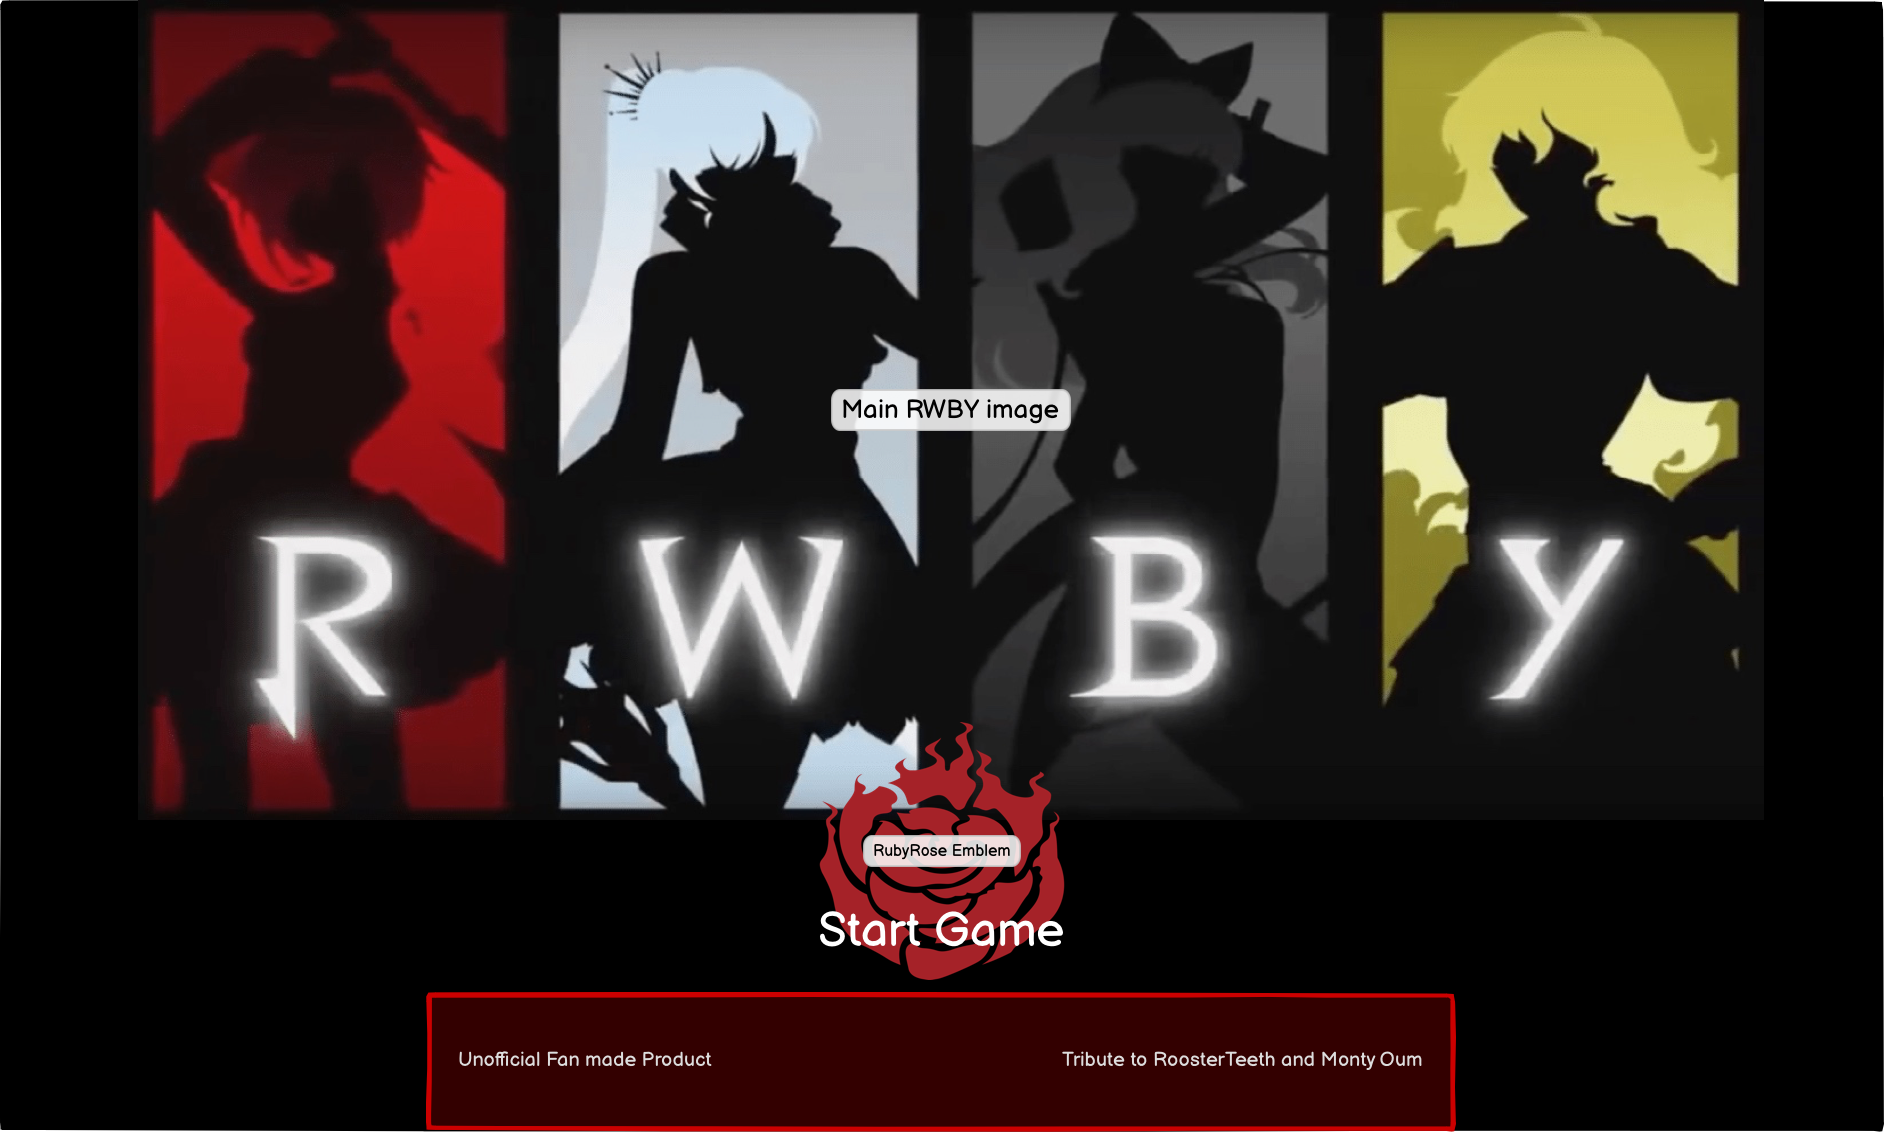 Main RWBY image
R W B Y
RubyRose Emblem
Start Game
Unofficial Fan made Product
Tribute to RoosterTeeth and Monty Oum